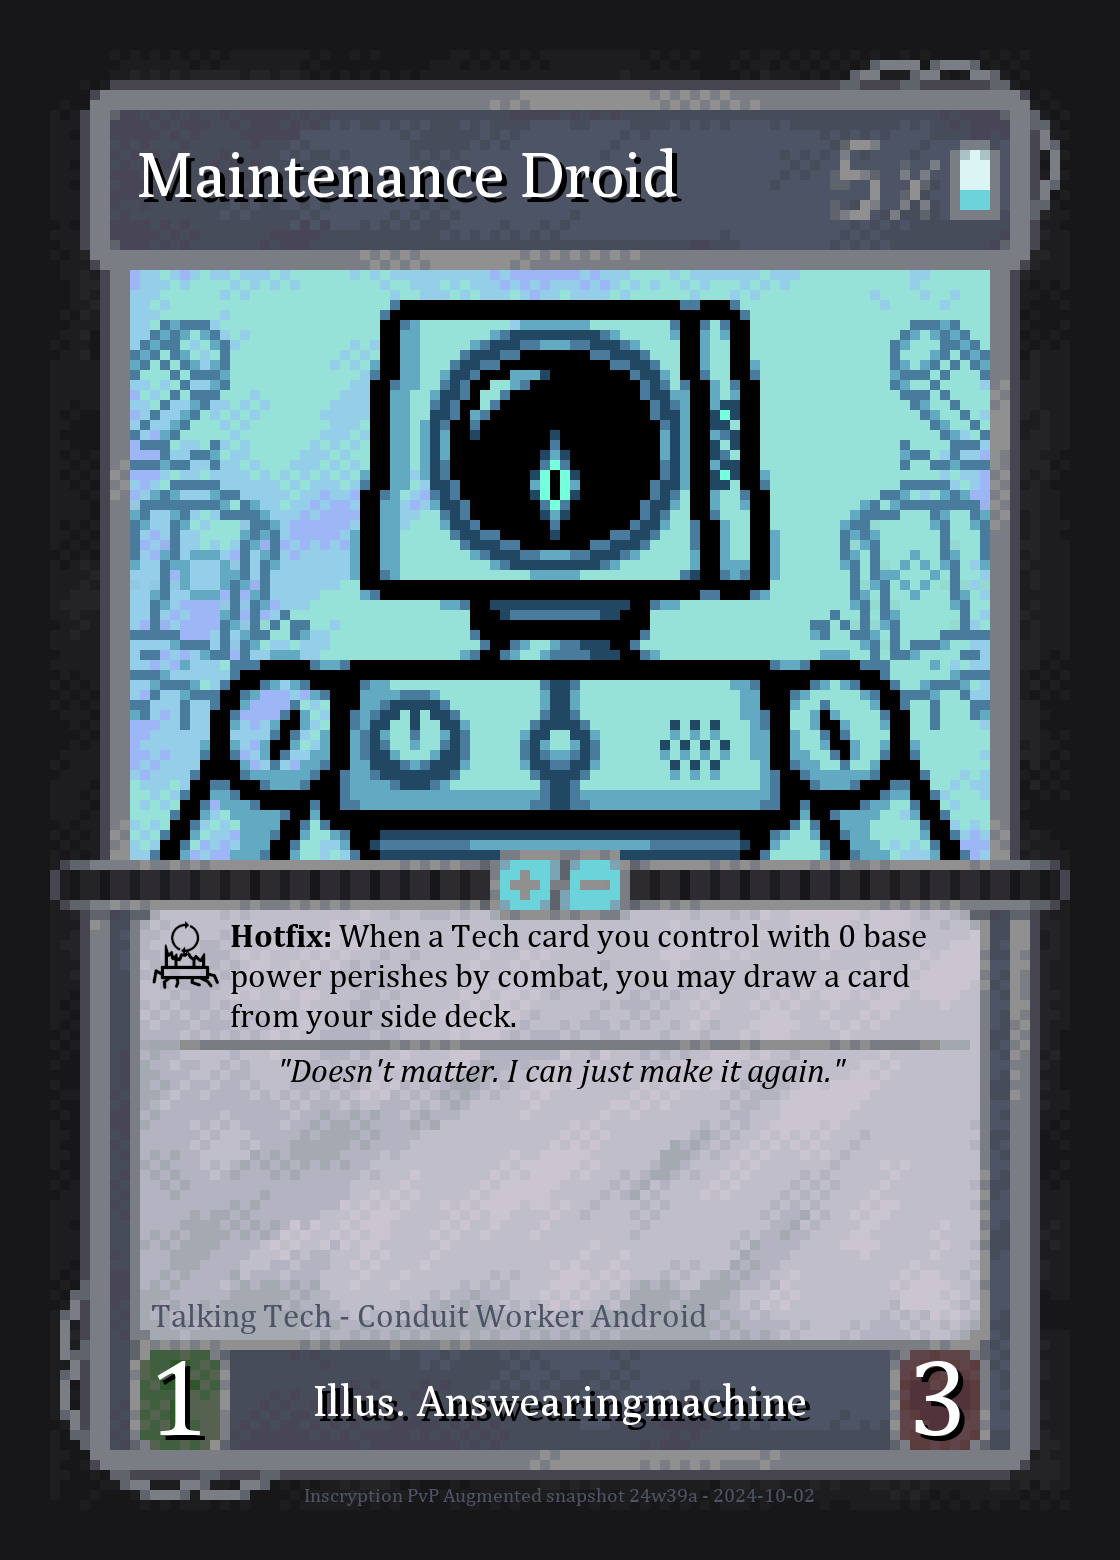 Maintenance Droid 5x
+ / -
Hotfix: When a Tech card you control with 0 base
power perishes by combat, you may draw a card
from your side deck.
"Doesn't matter. I can just make it again."
Talking Tech - Conduit Worker Android
1 Illus. Answearingmachine 3
Inscryption PvP Augmented snapshot 24w39a - 2024-10-02